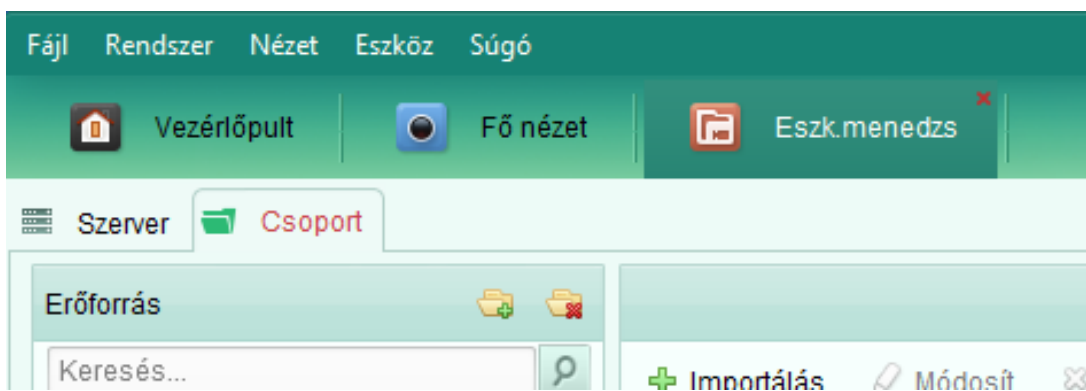 Fájl Rendszer Nézet Eszköz Súgó
Vezérlőpult Fő nézet Eszk.menedzs
Szerver Csoport
Erőforrás
Keresés...
Importálás Módosít